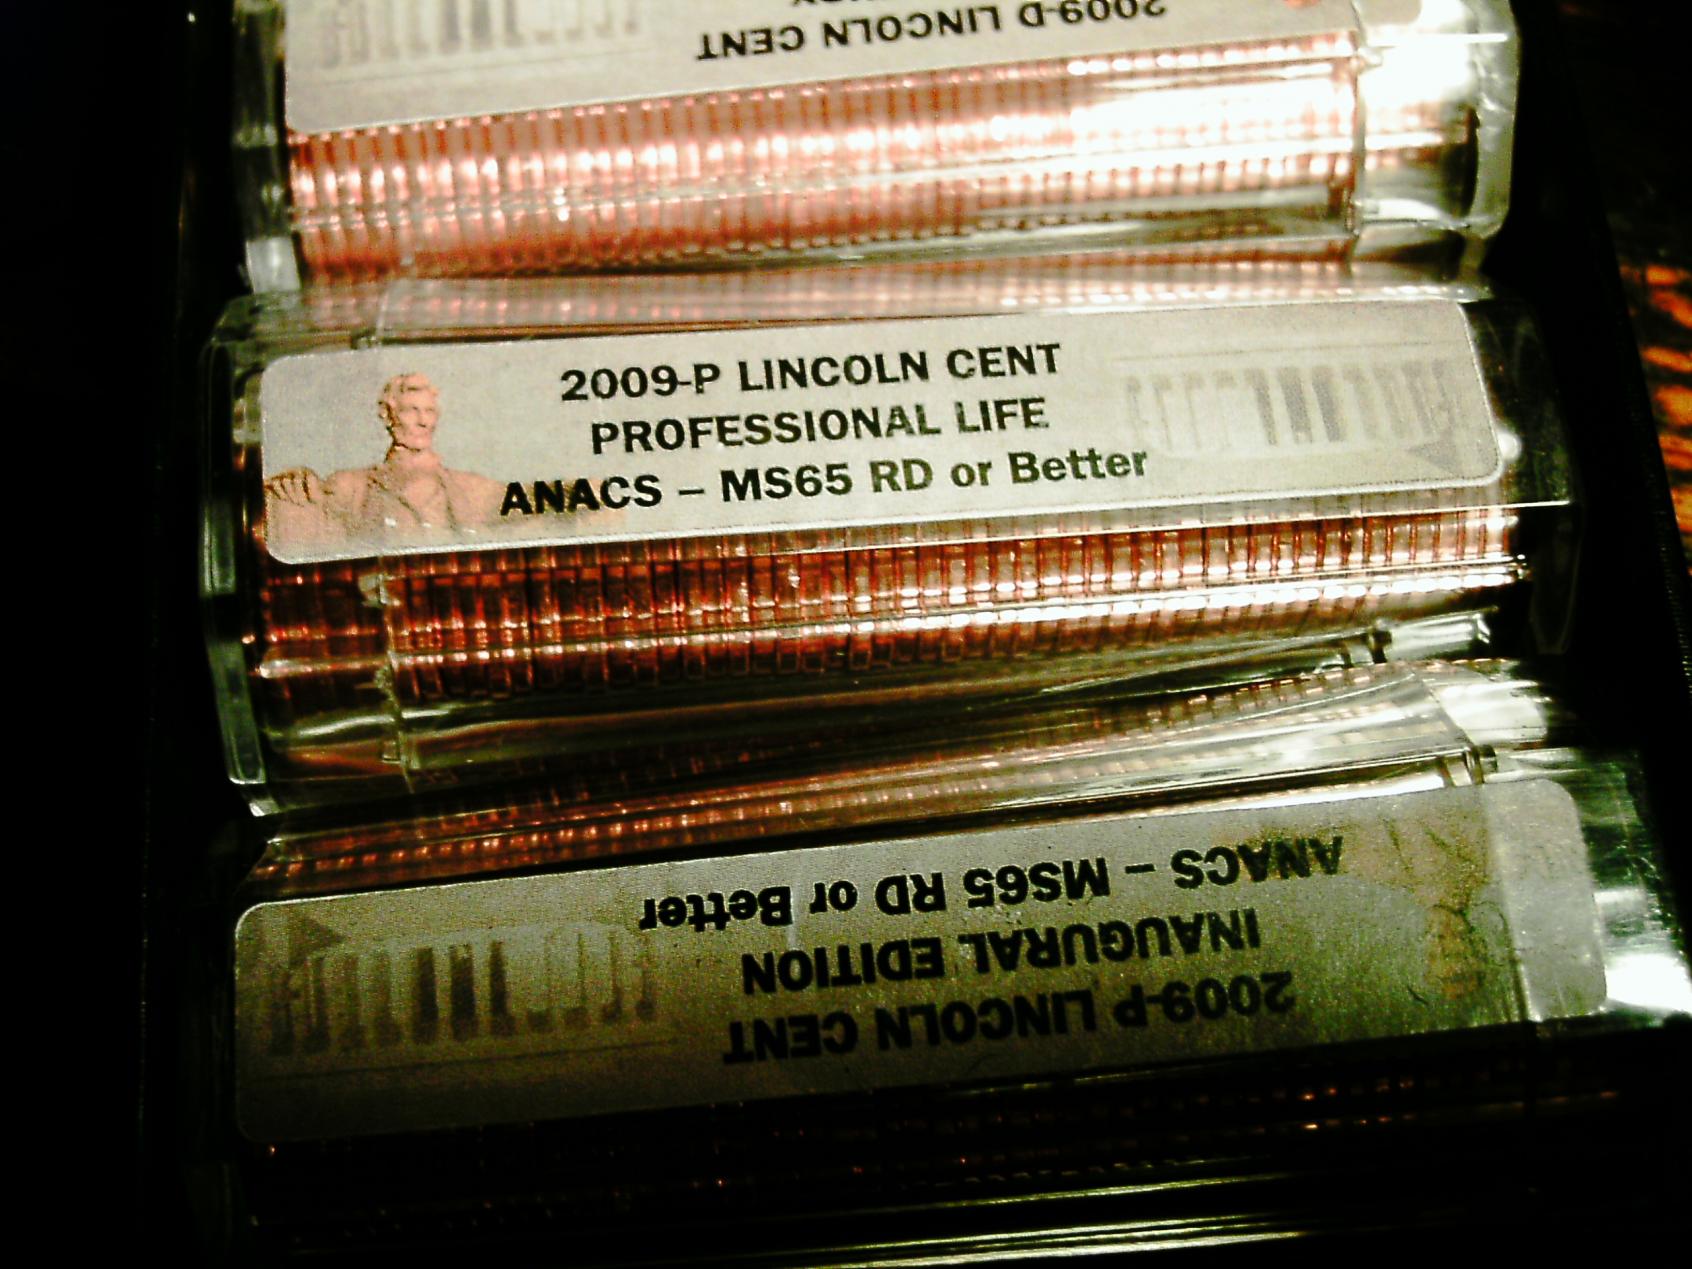 2009-D LINCOLN CENT
2009-P LINCOLN CENT
PROFESSIONAL LIFE
ANACS – MS65 RD or Better
2009-P LINCOLN CENT
INAUGURAL EDITION
ANACS – MS65 RD or Better